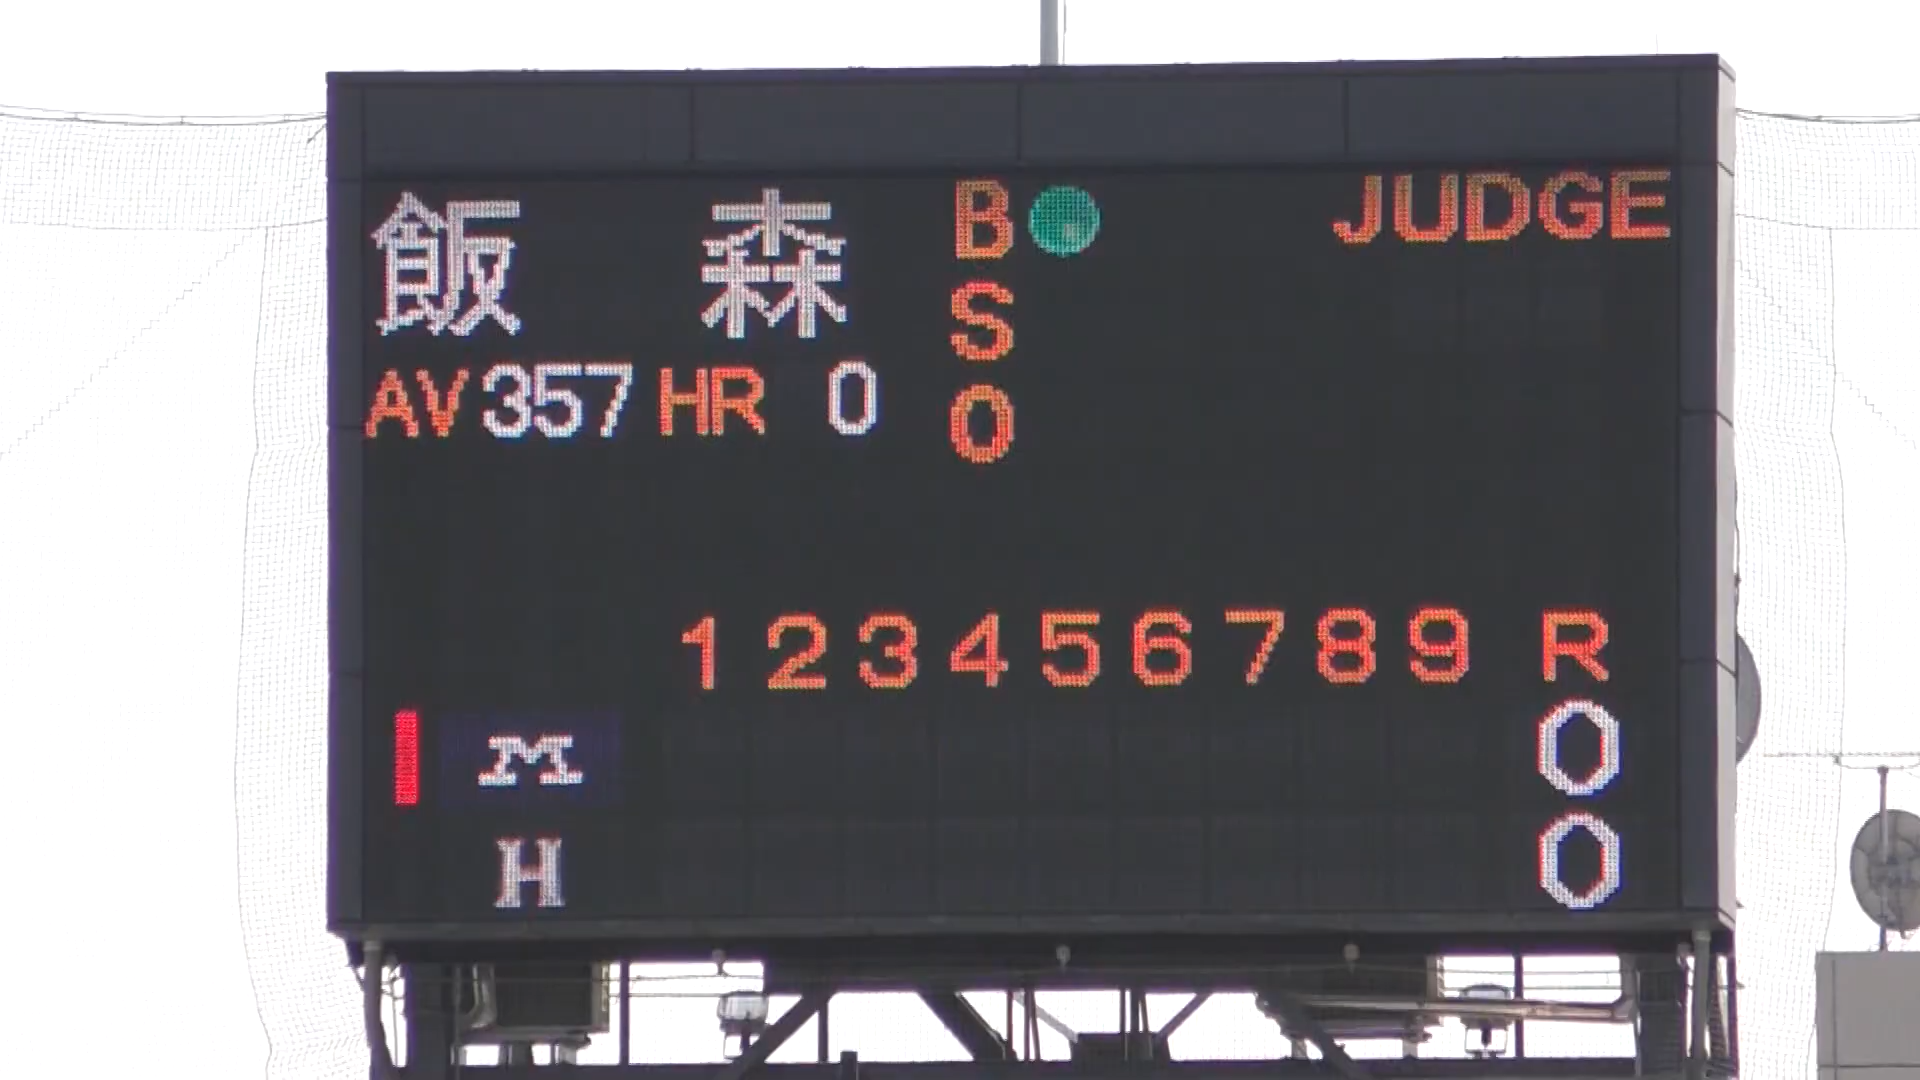 飯 森 B JUDGE
S
AV 357 HR 0 O
1 2 3 4 5 6 7 8 9 R
M 0
H 0